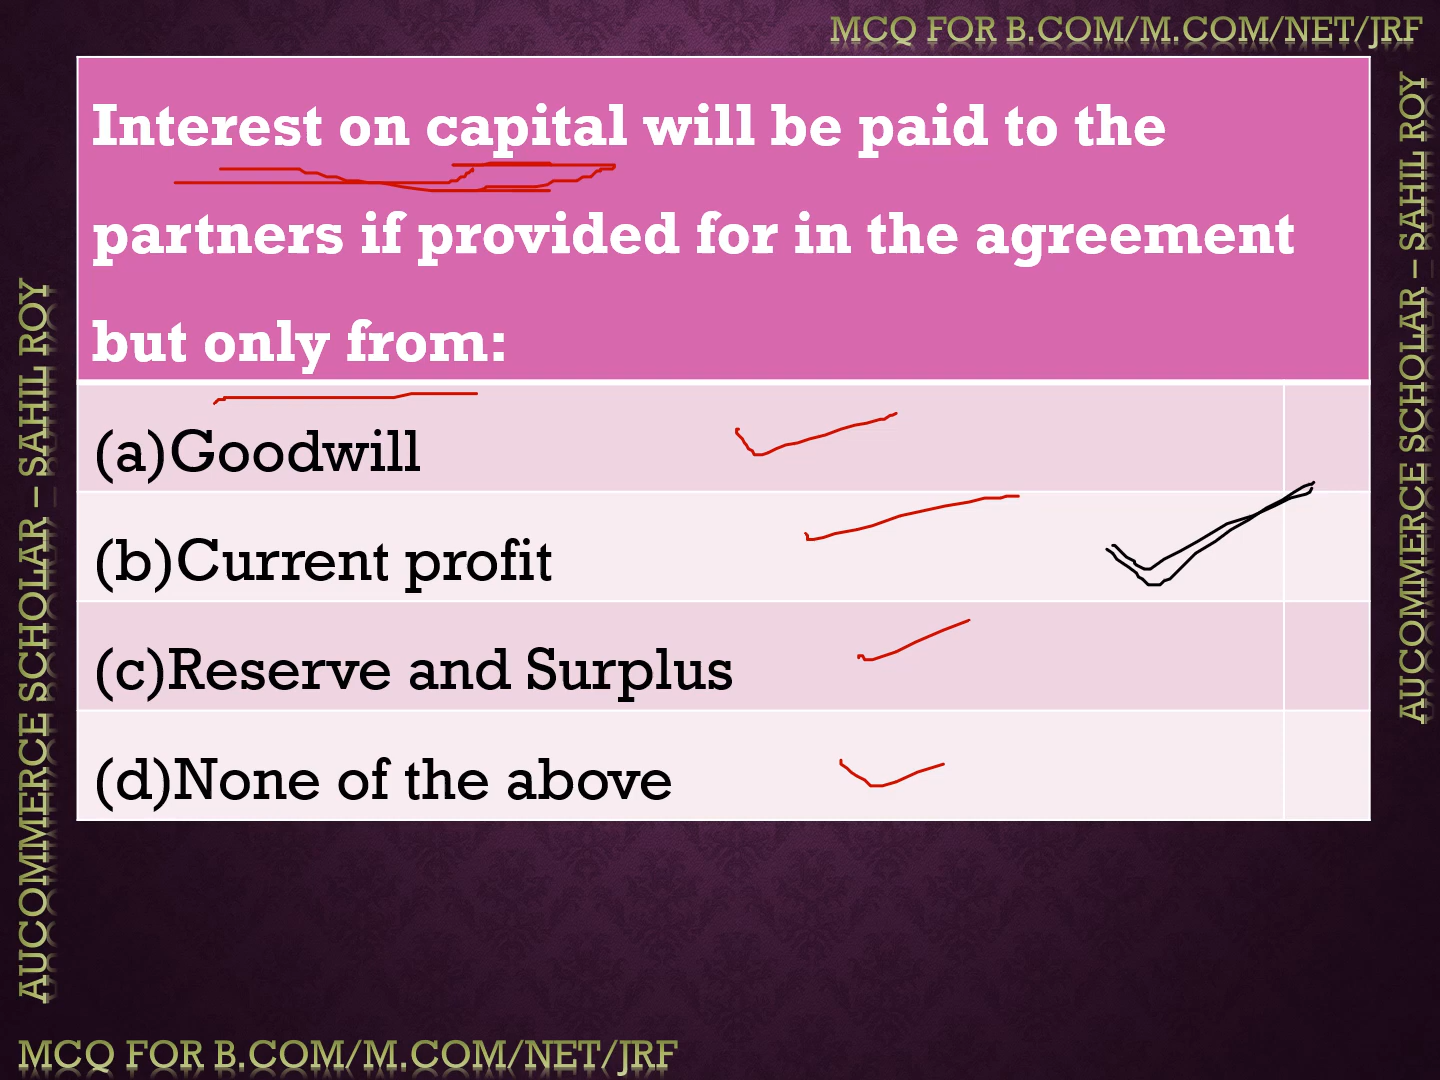 MCQ FOR B.COM/M.COM/NET/JRF
Interest on capital will be paid to the
partners if provided for in the agreement
but only from:
(a)Goodwill
(b)Current profit
(c)Reserve and Surplus
(d)None of the above
AUCOMMERCE SCHOLAR – SAHIL ROY
AUCOMMERCE SCHOLAR – SAHIL ROY
MCQ FOR B.COM/M.COM/NET/JRF